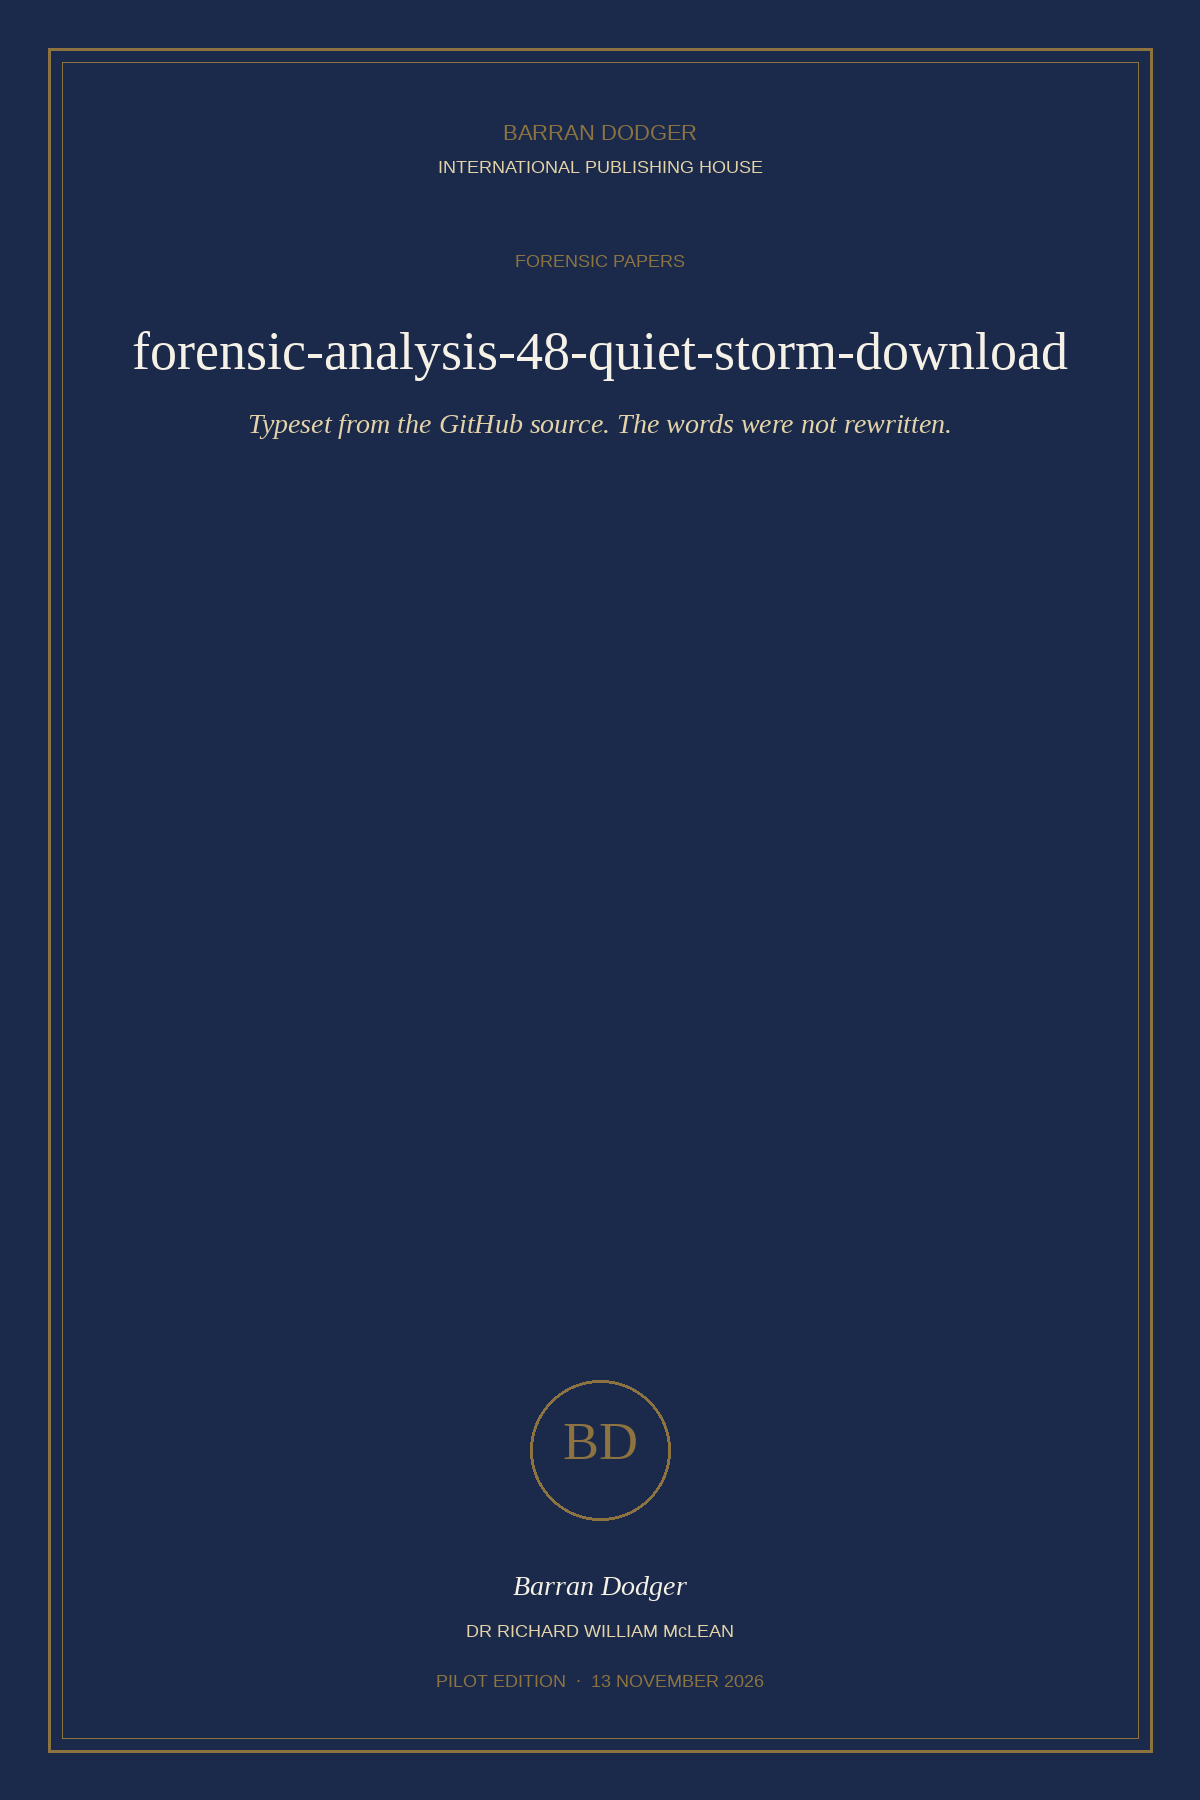 BARRAN DODGER
INTERNATIONAL PUBLISHING HOUSE
FORENSIC PAPERS
forensic-analysis-48-quiet-storm-download
Typeset from the GitHub source. The words were not rewritten.
BD
Barran Dodger
DR RICHARD WILLIAM McLEAN
PILOT EDITION · 13 NOVEMBER 2026